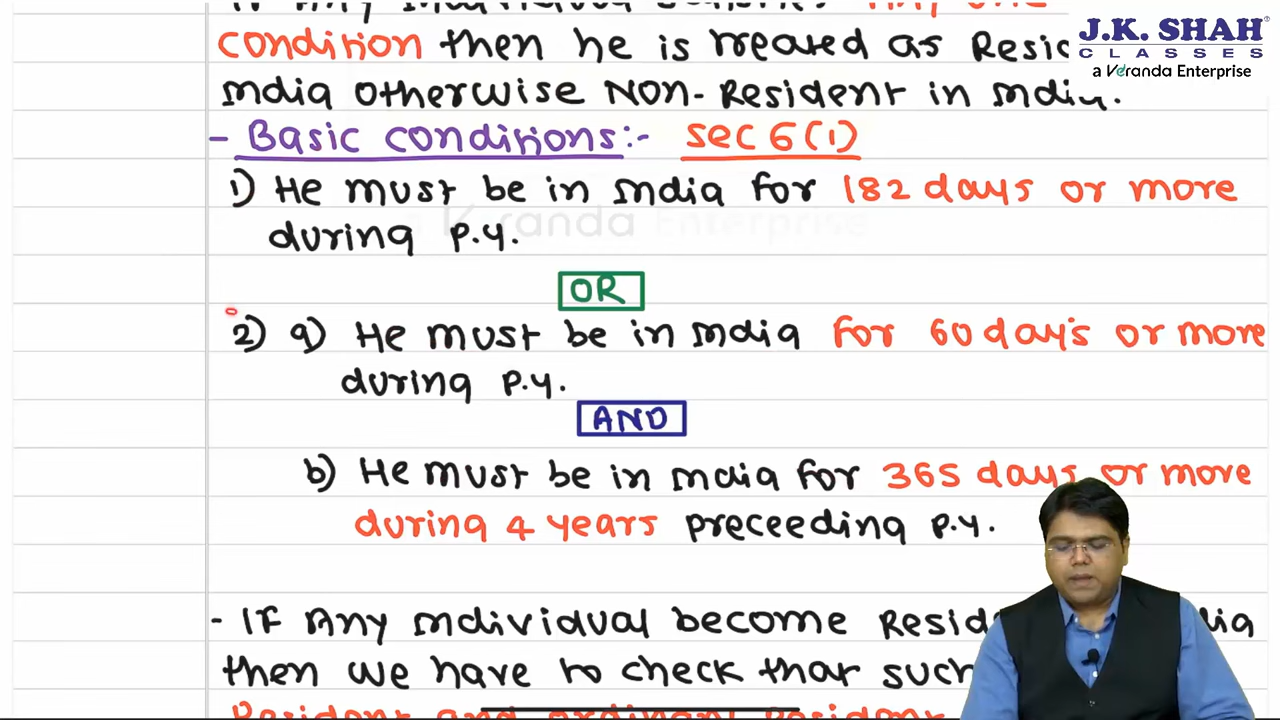 condition then he is treated as
India otherwise Non-Resident in India.
- Basic conditions:- sec 6(1)
1) He must be in India for 182 days or more
during P.Y.
OR
2) a) He must be in India for 60 days or more
during P.Y.
AND
b) He must be in India for 365 days or more
during 4 years preceeding P.Y.
- If Any Individual become
then we have to check that such
J.K. SHAH
CLASSES
a Veranda Enterprise
a Veranda Enterprise